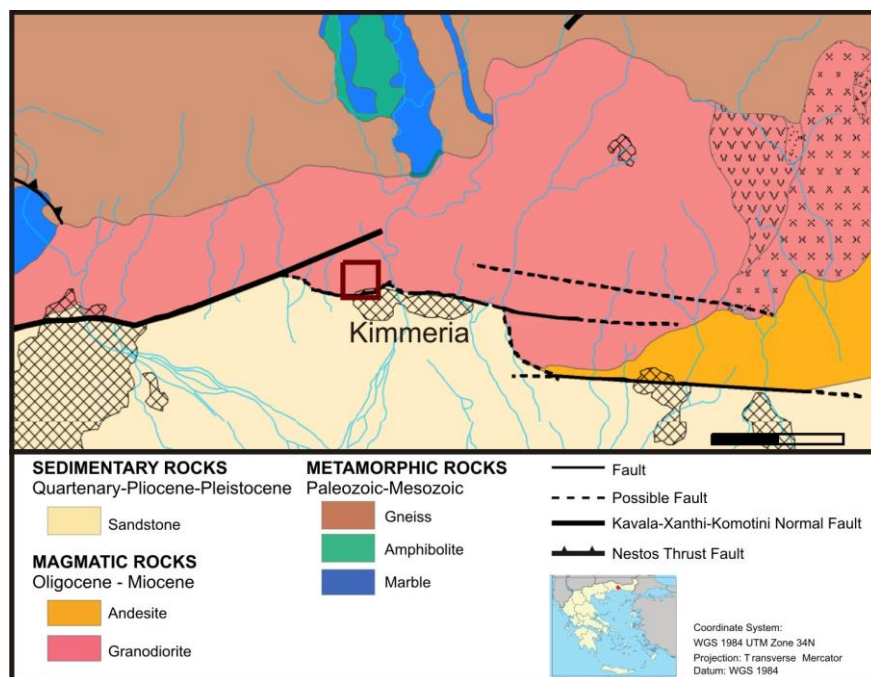 Kimmeria
SEDIMENTARY ROCKS
Quartenary-Pliocene-Pleistocene
Sandstone
MAGMATIC ROCKS
Oligocene - Miocene
Andesite
Granodiorite
METAMORPHIC ROCKS
Paleozoic-Mesozoic
Gneiss
Amphibolite
Marble
Fault
Possible Fault
Kavala-Xanthi-Komotini Normal Fault
Nestos Thrust Fault
Coordinate System:
WGS 1984 UTM Zone 34N
Projection: Transverse Mercator
Datum: WGS 1984